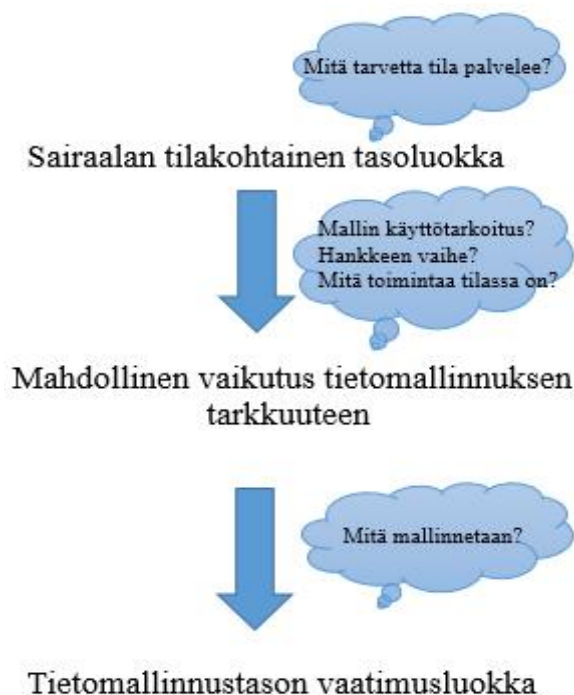 Mitä tarvetta tila palvelee?
Sairaalan tilakohtainen tasoluokka
Mallin käyttötarkoitus?
Hankkeen vaihe?
Mitä toimintaa tilassa on?
Mahdollinen vaikutus tietomallinnuksen
tarkkuuteen
Mitä mallinnetaan?
Tietomallinnustason vaatimusluokka